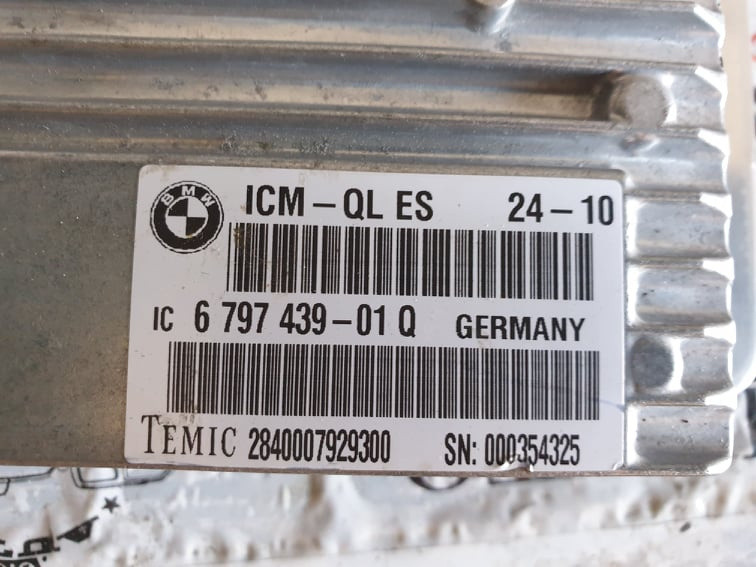 BMW ICM-QL ES 24-10
IC 6 797 439-01 Q GERMANY
TEMIC 2840007929300 SN: 000354325